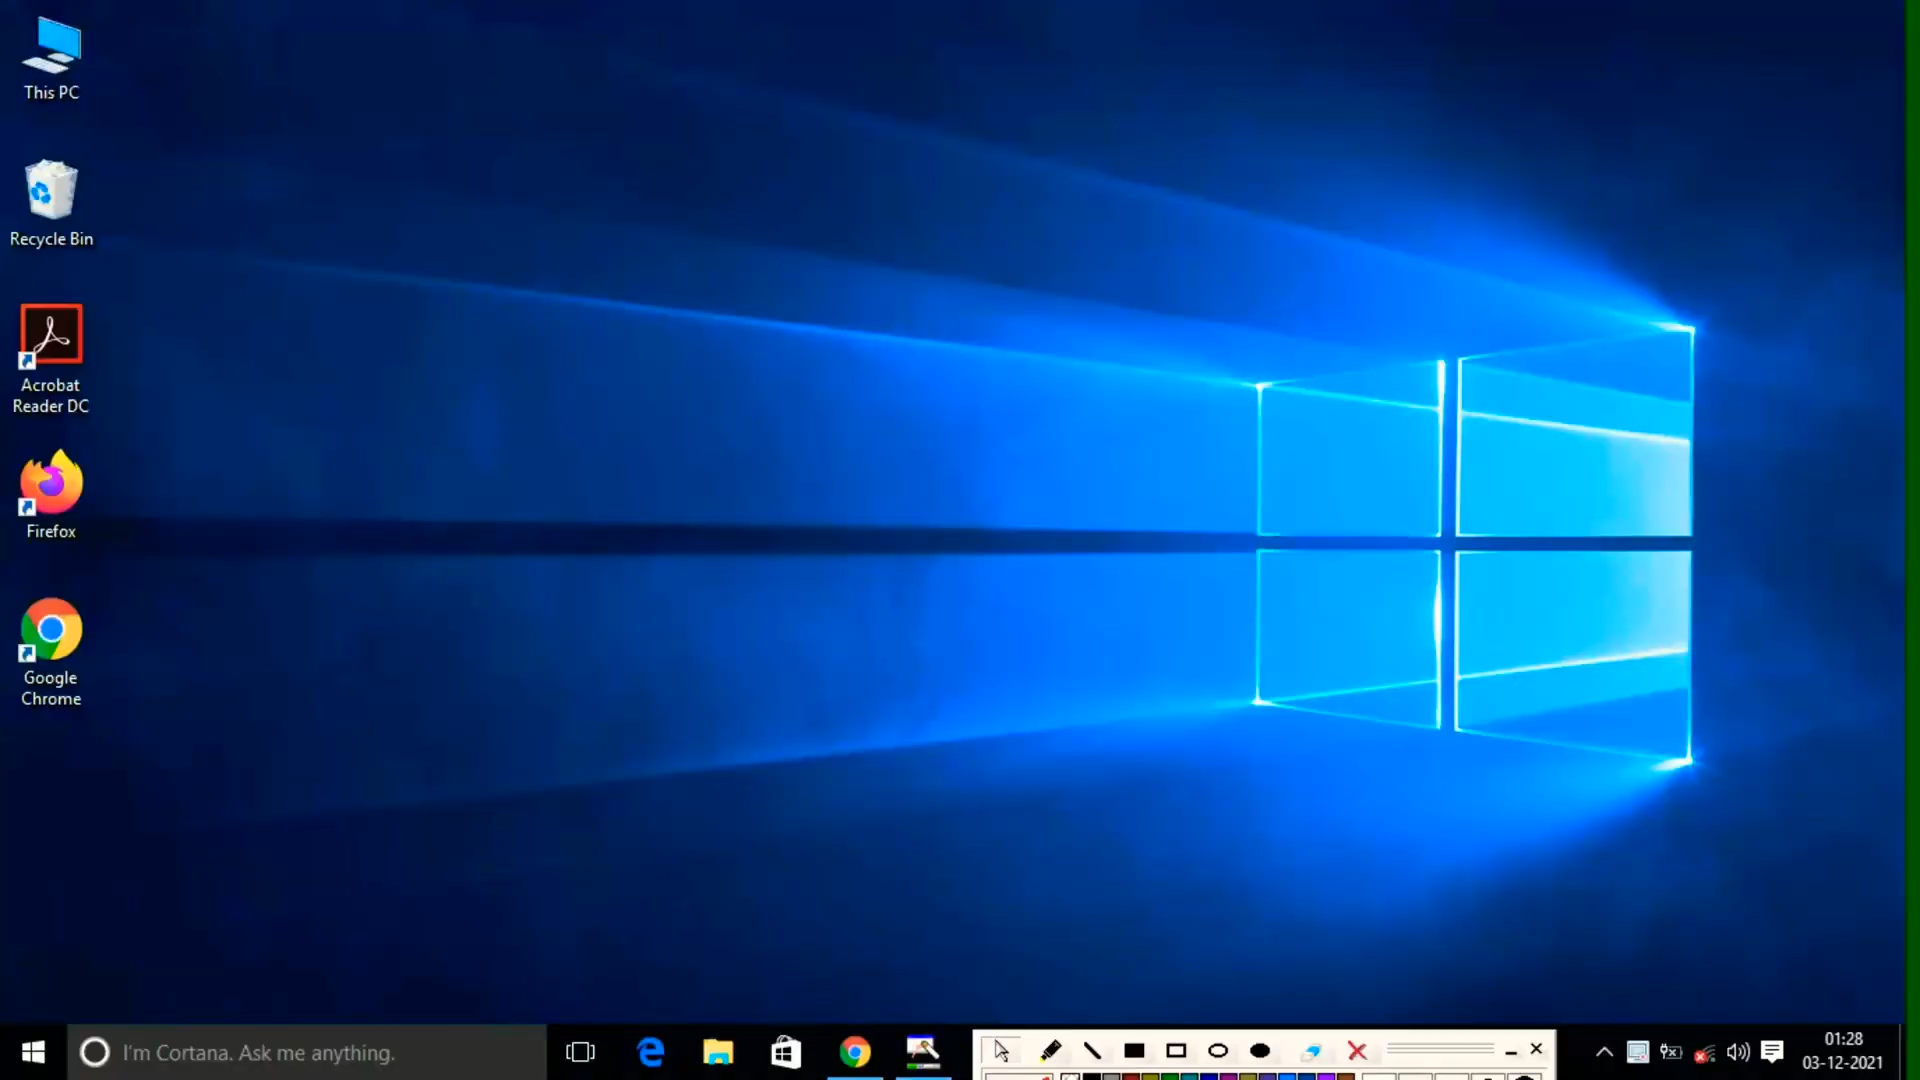 This PC
Recycle Bin
Acrobat
Reader DC
Firefox
Google
Chrome
I'm Cortana. Ask me anything.
01:28
03-12-2021